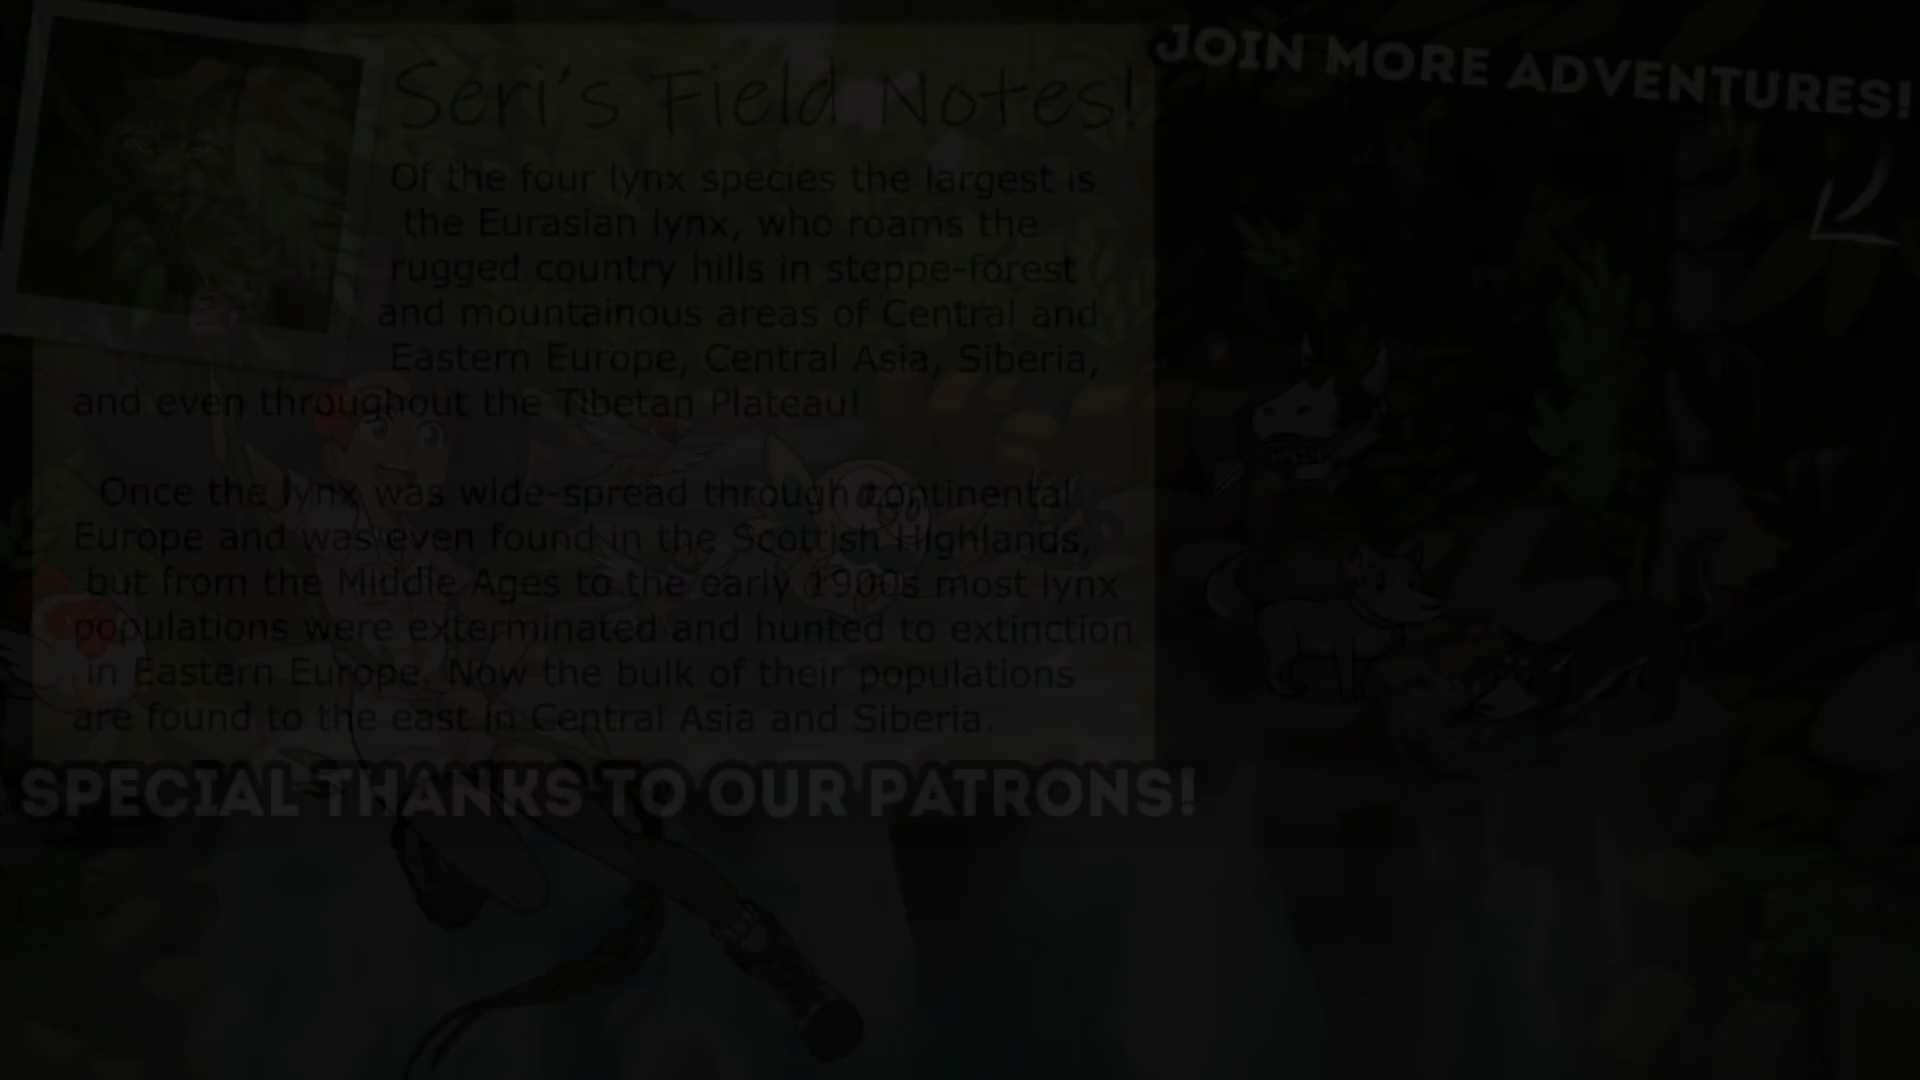 Seri's Field Notes!
JOIN MORE ADVENTURES!
Of the four lynx species the largest is
the Eurasian lynx, who roams the
rugged country hills in steppe-forest
and mountainous areas of Central and
Eastern Europe, Central Asia, Siberia,
and even throughout the Tibetan Plateau!
Once the lynx was wide-spread through continental
Europe and was even found in the Scottish Highlands,
but from the Middle Ages to the early 1900s most lynx
populations were exterminated and hunted to extinction
in Eastern Europe. Now the bulk of their populations
are found to the east in Central Asia and Siberia.
SPECIAL THANKS TO OUR PATRONS!